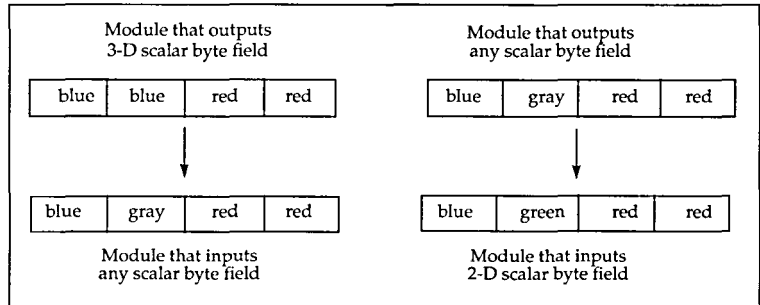 Module that outputs
3-D scalar byte field
blue blue red red
blue gray red red
Module that inputs
any scalar byte field
Module that outputs
any scalar byte field
blue gray red red
blue green red red
Module that inputs
2-D scalar byte field